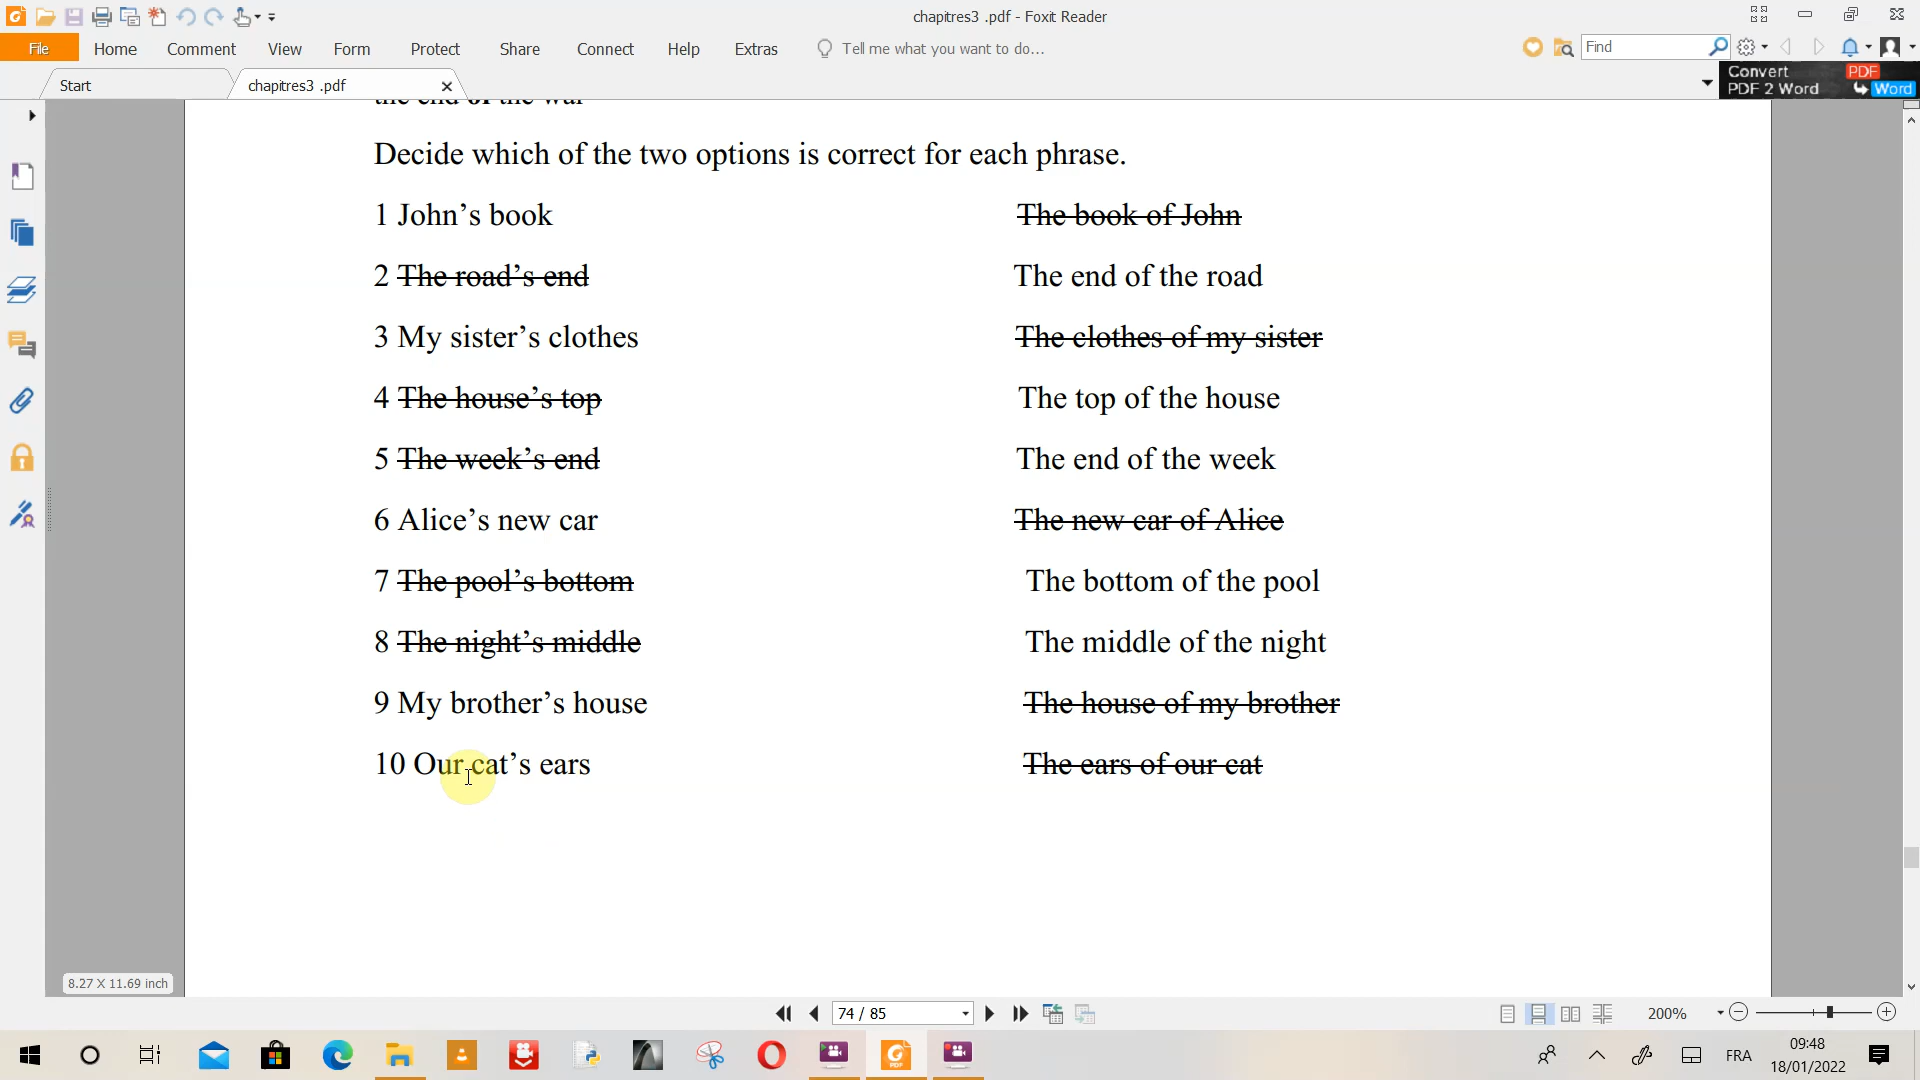 chapitres3 .pdf - Foxit Reader
File Home Comment View Form Protect Share Connect Help Extras Tell me what you want to do... Find
Start chapitres3 .pdf
Convert PDF
PDF 2 Word Word
the end of the war
Decide which of the two options is correct for each phrase.
1 John’s book The book of John
2 The road’s end The end of the road
3 My sister’s clothes The clothes of my sister
4 The house’s top The top of the house
5 The week’s end The end of the week
6 Alice’s new car The new car of Alice
7 The pool’s bottom The bottom of the pool
8 The night’s middle The middle of the night
9 My brother’s house The house of my brother
10 Our cat’s ears The ears of our cat
8.27 X 11.69 inch
74 / 85 200%
FRA 09:48
18/01/2022